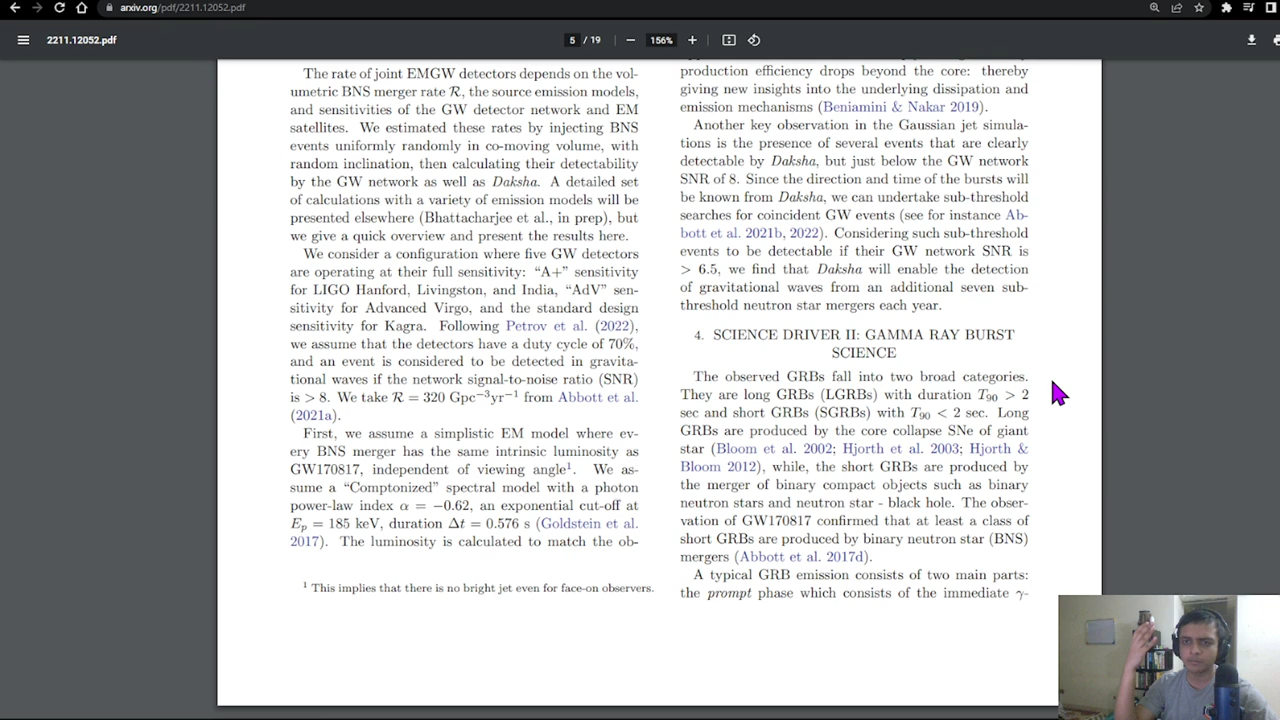 arxiv.org/pdf/2211.12052.pdf
2211.12052.pdf
5 / 19
156%
The rate of joint EMGW detectors depends on the vol-
umetric BNS merger rate R, the source emission models,
and sensitivities of the GW detector network and EM
satellites. We estimated these rates by injecting BNS
events uniformly randomly in co-moving volume, with
random inclination, then calculating their detectability
by the GW network as well as Daksha. A detailed set
of calculations with a variety of emission models will be
presented elsewhere (Bhattacharjee et al., in prep), but
we give a quick overview and present the results here.
We consider a configuration where five GW detectors
are operating at their full sensitivity: “A+” sensitivity
for LIGO Hanford, Livingston, and India, “AdV” sen-
sitivity for Advanced Virgo, and the standard design
sensitivity for Kagra. Following Petrov et al. (2022),
we assume that the detectors have a duty cycle of 70%,
and an event is considered to be detected in gravita-
tional waves if the network signal-to-noise ratio (SNR)
is > 8. We take R = 320 Gpc⁻³yr⁻¹ from Abbott et al.
(2021a).
First, we assume a simplistic EM model where ev-
ery BNS merger has the same intrinsic luminosity as
GW170817, independent of viewing angle¹. We as-
sume a “Comptonized” spectral model with a photon
power-law index α = −0.62, an exponential cut-off at
Eₚ = 185 keV, duration Δt = 0.576 s (Goldstein et al.
2017). The luminosity is calculated to match the ob-
¹ This implies that there is no bright jet even for face-on observers.
production efficiency drops beyond the core: thereby
giving new insights into the underlying dissipation and
emission mechanisms (Beniamini & Nakar 2019).
Another key observation in the Gaussian jet simula-
tions is the presence of several events that are clearly
detectable by Daksha, but just below the GW network
SNR of 8. Since the direction and time of the bursts will
be known from Daksha, we can undertake sub-threshold
searches for coincident GW events (see for instance Ab-
bott et al. 2021b, 2022). Considering such sub-threshold
events to be detectable if their GW network SNR is
> 6.5, we find that Daksha will enable the detection
of gravitational waves from an additional seven sub-
threshold neutron star mergers each year.
4. SCIENCE DRIVER II: GAMMA RAY BURST
SCIENCE
The observed GRBs fall into two broad categories.
They are long GRBs (LGRBs) with duration T₉₀ > 2
sec and short GRBs (SGRBs) with T₉₀ < 2 sec. Long
GRBs are produced by the core collapse SNe of giant
star (Bloom et al. 2002; Hjorth et al. 2003; Hjorth &
Bloom 2012), while, the short GRBs are produced by
the merger of binary compact objects such as binary
neutron stars and neutron star - black hole. The obser-
vation of GW170817 confirmed that at least a class of
short GRBs are produced by binary neutron star (BNS)
mergers (Abbott et al. 2017d).
A typical GRB emission consists of two main parts:
the prompt phase which consists of the immediate γ-